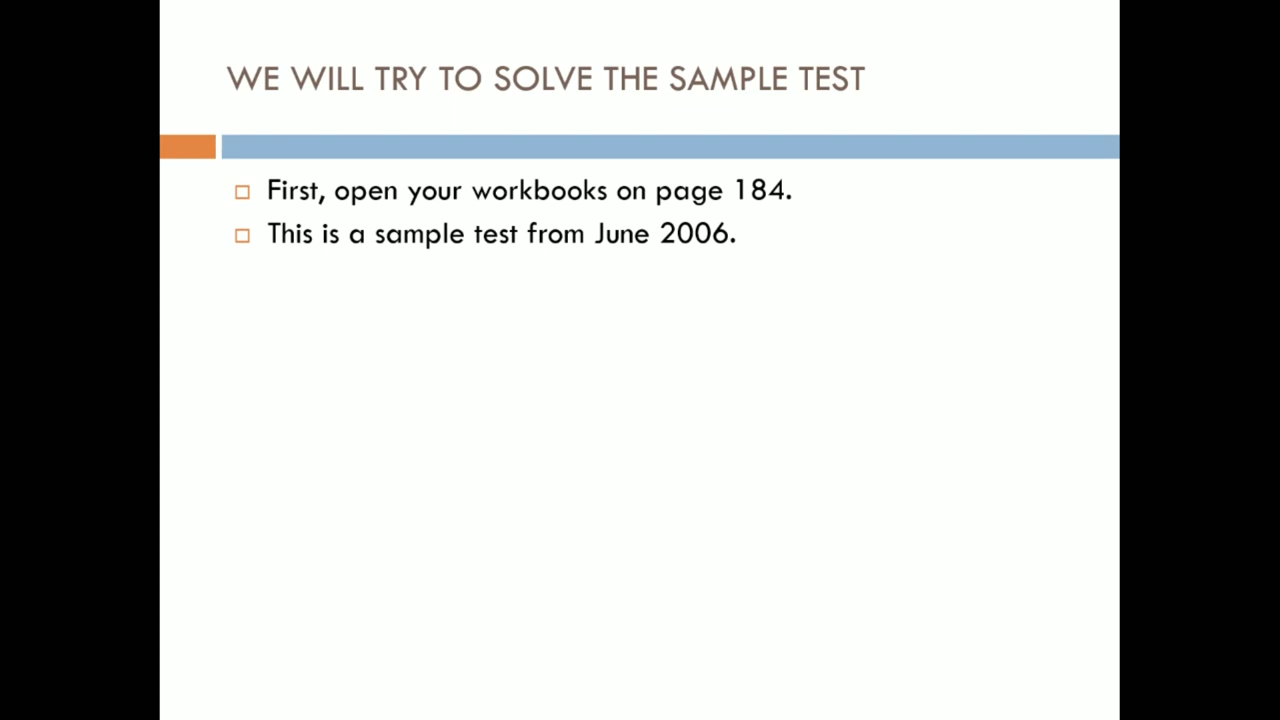 WE WILL TRY TO SOLVE THE SAMPLE TEST
First, open your workbooks on page 184.
This is a sample test from June 2006.